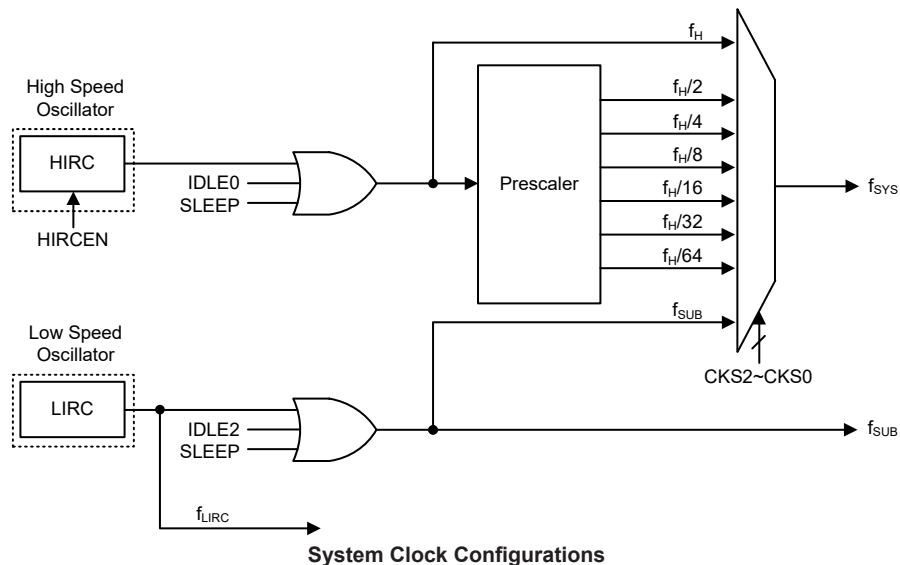 High Speed
Oscillator
HIRC
HIRCEN
IDLE0
SLEEP
Prescaler
fH
fH/2
fH/4
fH/8
fH/16
fH/32
fH/64
fSUB
fSYS
CKS2~CKS0
Low Speed
Oscillator
LIRC
IDLE2
SLEEP
fSUB
fLIRC
System Clock Configurations